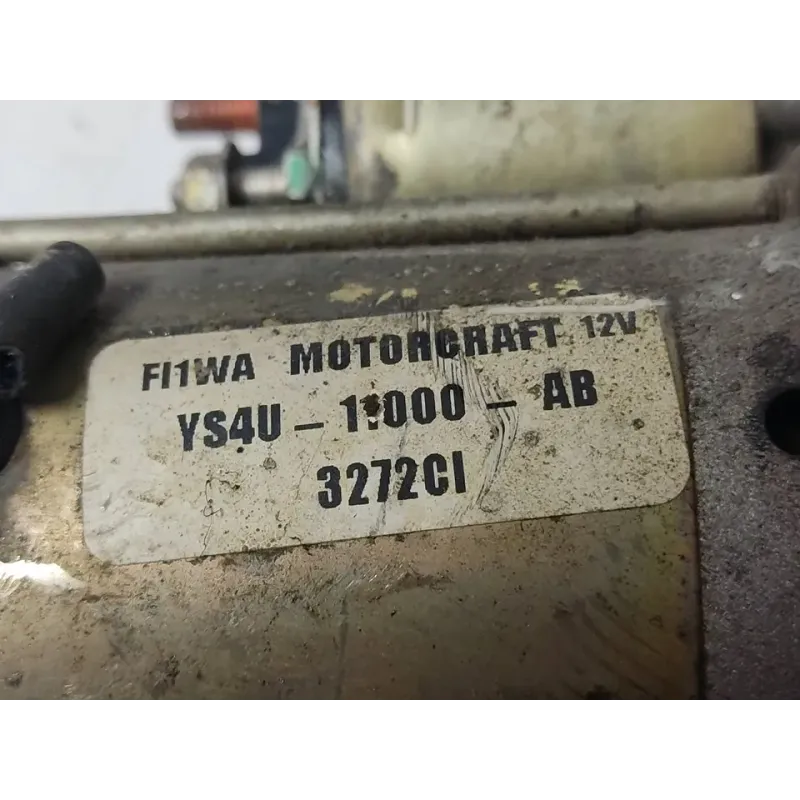 FI1WA MOTORCRAFT 12V
YS4U - 11000 - AB
3272CI